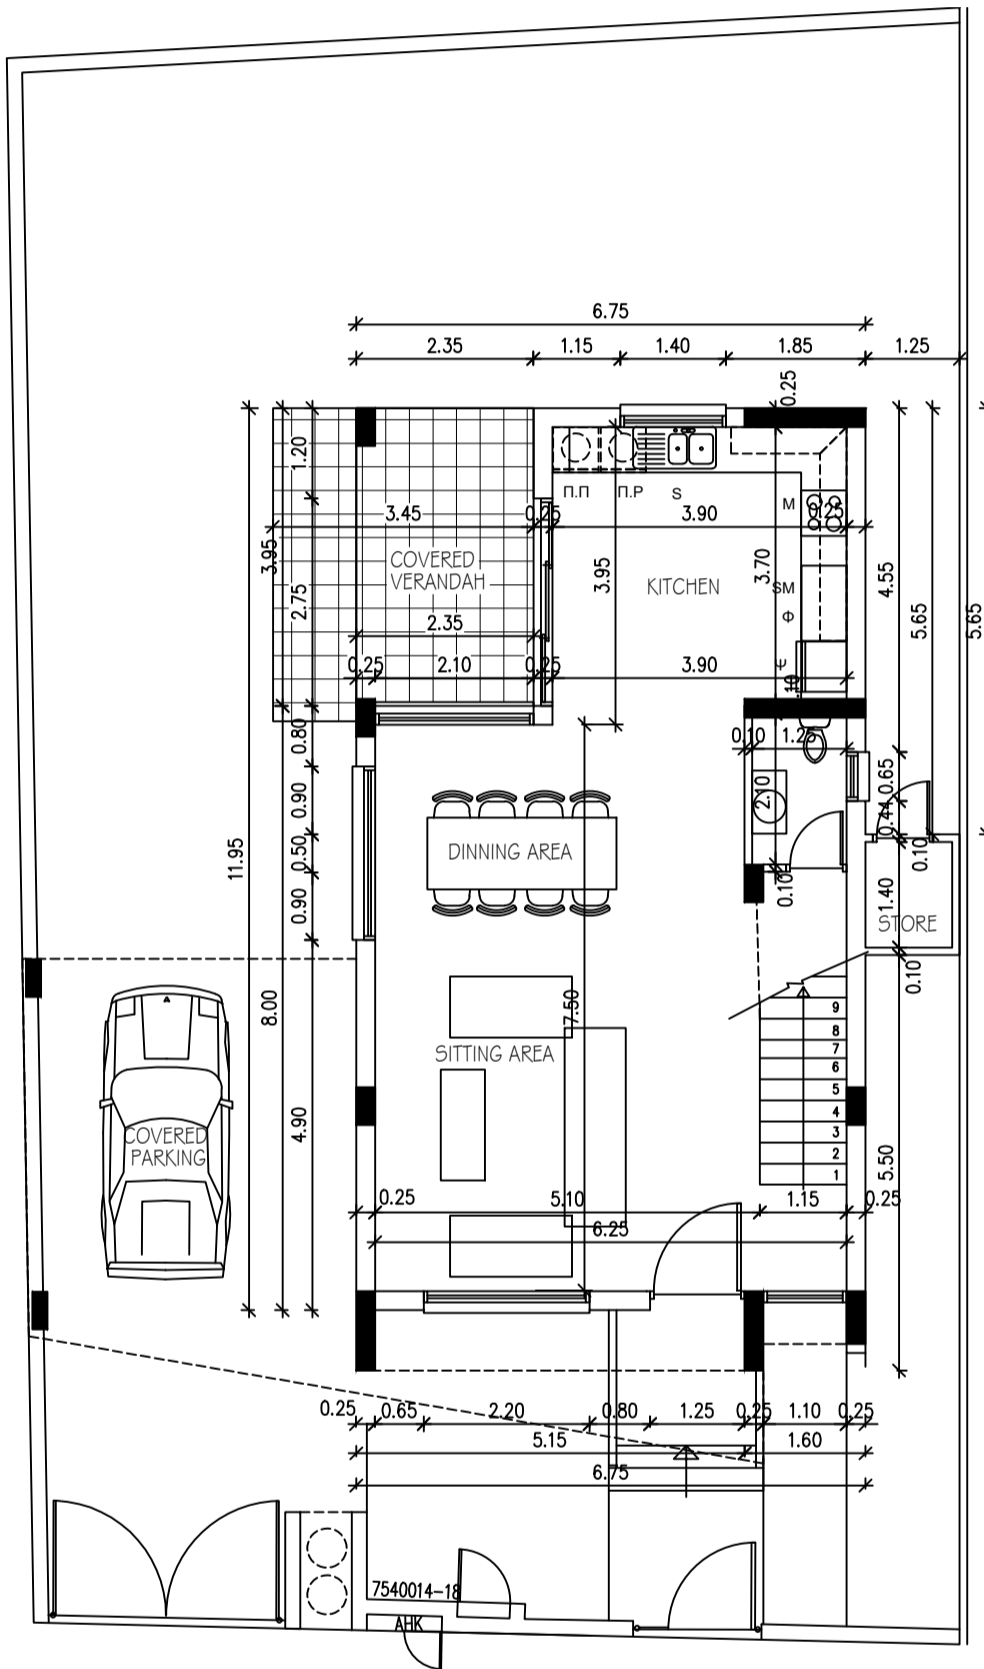 6.75
2.35 1.15 1.40 1.85 1.25
0.25
1.20
Π.Π Π.Ρ S
M
3.45 0.25 3.90 0.25
3.95
COVERED
VERANDAH
2.75
3.95
KITCHEN
3.70
SM
Φ
4.55
5.65
5.65
2.35
0.25 2.10 0.25 3.90
Ψ
.10
0.80
0.10 1.25
0.90
2.10
0.65
0.44
11.95
0.50
DINNING AREA
0.10
0.90
0.10
1.40
STORE
0.10
8.00
7.50
SITTING AREA
9
8
7
6
5
4
3
2
1
4.90
COVERED
PARKING
5.50
0.25 5.10 1.15 0.25
6.25
0.25 0.65 2.20 0.80 1.25 0.25 1.10 0.25
5.15 1.60
6.75
7540014-18
AHK